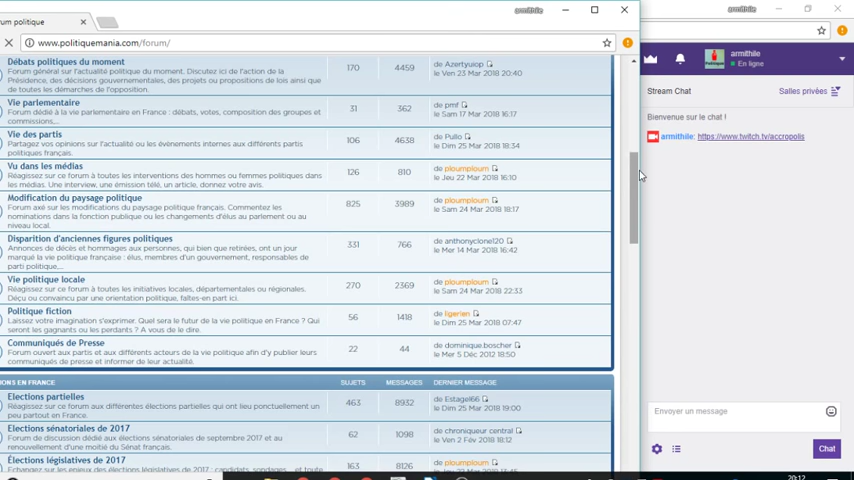 armithile
rum politique
armithile
www.politiquemania.com/forum/
armithile
En ligne
Débats politiques du moment
Forum général sur l'actualité politique du moment. Discutez ici de l'action de la
Présidence, des décisions gouvernementales, des projets ou propositions de lois ainsi que
de toutes les démarches de l'opposition.
170 4459 de Azertyuiop
le Ven 23 Mar 2018 20:40
Vie parlementaire
Forum dédié à la vie parlementaire en France : débats, votes, composition des groupes et
commissions,...
31 362 de pmf
le Sam 17 Mar 2018 16:17
Vie des partis
Partagez vos opinions sur l'actualité ou les évènements internes aux différents partis
politiques français.
106 4638 de Pullo
le Dim 25 Mar 2018 18:34
Vu dans les médias
Réagissez sur ce forum à toutes les interventions des hommes ou femmes politiques dans
les médias. Une interview, une émission télé, un article, donnez votre avis.
126 810 de ploumploum
le Jeu 22 Mar 2018 16:10
Modification du paysage politique
Forum axé sur les modifications du paysage politique français. Commentez les
nominations dans la fonction publique ou les changements d'élus au parlement ou au
niveau local.
825 3989 de ploumploum
le Sam 24 Mar 2018 18:17
Disparition d'anciennes figures politiques
Annonces de décès et hommages aux personnes, qui bien que retirées, ont un jour
marqué la vie politique française : élus, membres d'un gouvernement, responsables de
parti politique,...
331 766 de anthonyclone120
le Mer 14 Mar 2018 16:42
Vie politique locale
Réagissez sur ce forum à toutes les initiatives locales, départementales ou régionales.
Déçu ou convaincu par une orientation politique, faîtes-en part ici.
270 2369 de ploumploum
le Sam 24 Mar 2018 22:33
Politique fiction
Laissez votre imagination s'exprimer. Quel sera le futur de la vie politique en France ? Qui
seront les gagnants ou les perdants ? A vous de le dire.
56 1418 de ligerien
le Dim 25 Mar 2018 07:47
Communiqués de Presse
Forum ouvert aux partis et aux différents acteurs de la vie politique afin d'y publier leurs
communiqués de presse et informer de leur actualité.
22 44 de dominique.boscher
le Mer 5 Déc 2012 18:50
IONS EN FRANCE SUJETS MESSAGES DERNIER MESSAGE
Elections partielles
Réagissez sur ce forum aux différentes élections partielles qui ont lieu ponctuellement un
peu partout en France.
463 8932 de Estagel66
le Dim 25 Mar 2018 19:00
Elections sénatoriales de 2017
Forum de discussion dédié aux élections sénatoriales de septembre 2017 et au
renouvellement d'une moitié du Sénat français.
62 1098 de chroniqueur central
le Ven 2 Fév 2018 18:12
Élections législatives de 2017
Echangez sur les enjeux des élections législatives de 2017 : candidats, sondages... et toute
163 8126 de ploumploum
Stream Chat Salles privées
Bienvenue sur le chat !
armithile: https://www.twitch.tv/accropolis
Envoyer un message
Chat
20:12